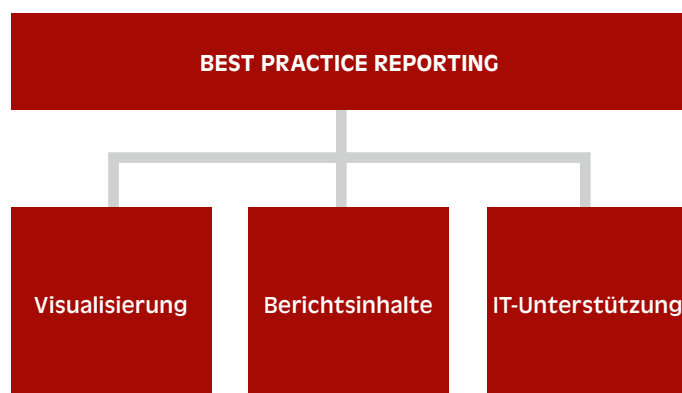 BEST PRACTICE REPORTING
Visualisierung
Berichtsinhalte
IT-Unterstützung